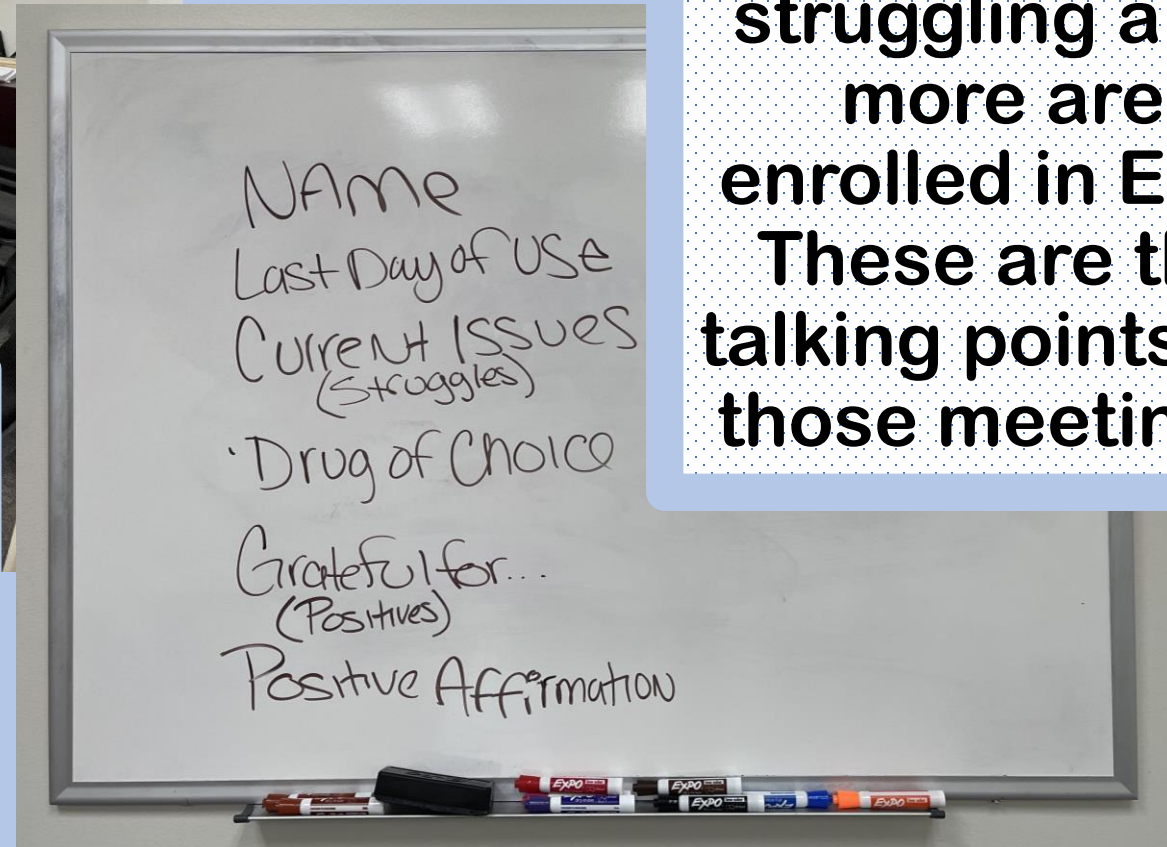 struggling a
more are
enrolled in E
These are t
talking points
those meetin
NAMe
Last Day of USe
CurreNt ISSues
(Struggles)
·Drug of Choice
Grateful for...
(Positives)
Positive AffirmatioN
EXPO
EXPO
EXPO
EXPO